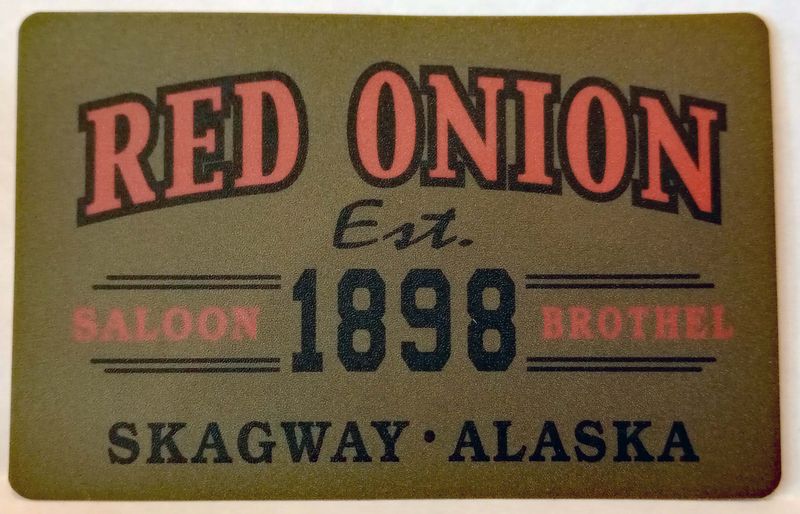 RED ONION
Est.
SALOON 1898 BROTHEL
SKAGWAY · ALASKA